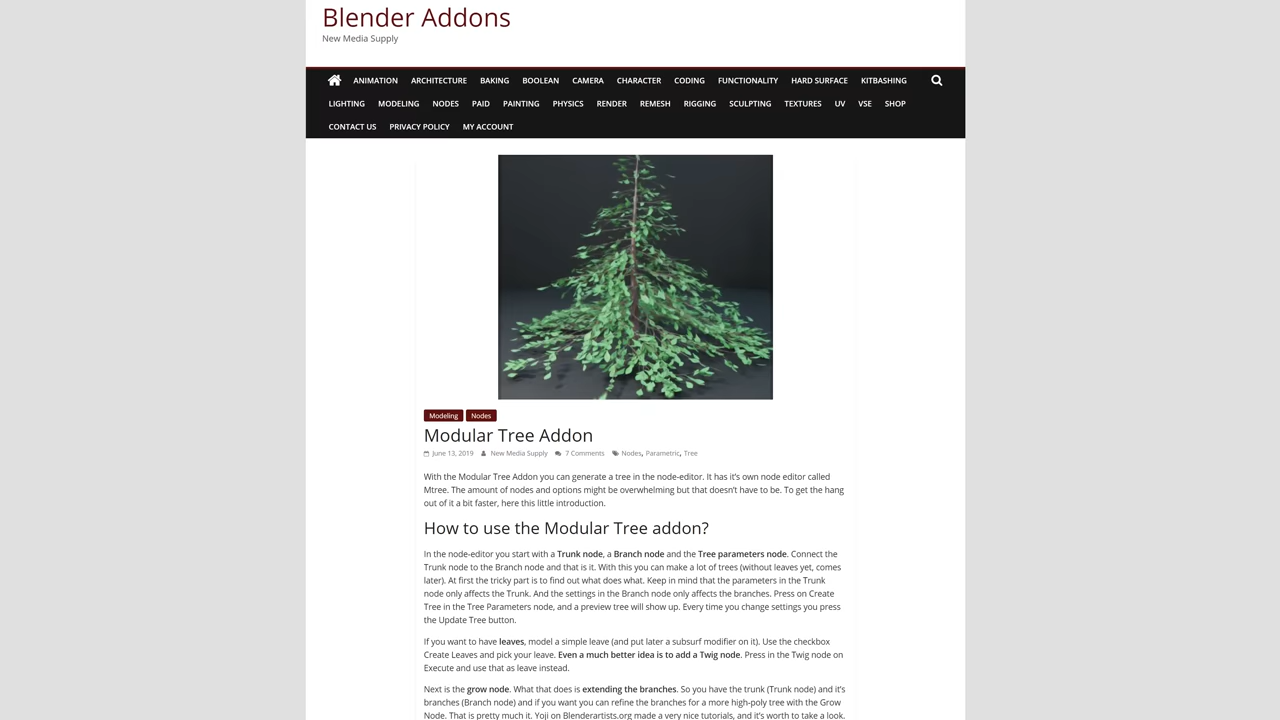 Blender Addons
New Media Supply
ANIMATION ARCHITECTURE BAKING BOOLEAN CAMERA CHARACTER CODING FUNCTIONALITY HARD SURFACE KITBASHING
LIGHTING MODELING NODES PAID PAINTING PHYSICS RENDER REMESH RIGGING SCULPTING TEXTURES UV VSE SHOP
CONTACT US PRIVACY POLICY MY ACCOUNT
Modeling Nodes
Modular Tree Addon
June 13, 2019 New Media Supply 7 Comments Nodes, Parametric, Tree
With the Modular Tree Addon you can generate a tree in the node-editor. It has it's own node editor called
Mtree. The amount of nodes and options might be overwhelming but that doesn't have to be. To get the hang
out of it a bit faster, here this little introduction.
How to use the Modular Tree addon?
In the node-editor you start with a Trunk node, a Branch node and the Tree parameters node. Connect the
Trunk node to the Branch node and that is it. With this you can make a lot of trees (without leaves yet, comes
later). At first the tricky part is to find out what does what. Keep in mind that the parameters in the Trunk
node only affects the Trunk. And the settings in the Branch node only affects the branches. Press on Create
Tree in the Tree Parameters node, and a preview tree will show up. Every time you change settings you press
the Update Tree button.
If you want to have leaves, model a simple leave (and put later a subsurf modifier on it). Use the checkbox
Create Leaves and pick your leave. Even a much better idea is to add a Twig node. Press in the Twig node on
Execute and use that as leave instead.
Next is the grow node. What that does is extending the branches. So you have the trunk (Trunk node) and it's
branches (Branch node) and if you want you can refine the branches for a more high-poly tree with the Grow
Node. That is pretty much it. Yoji on Blenderartists.org made a very nice tutorials, and it's worth to take a look.